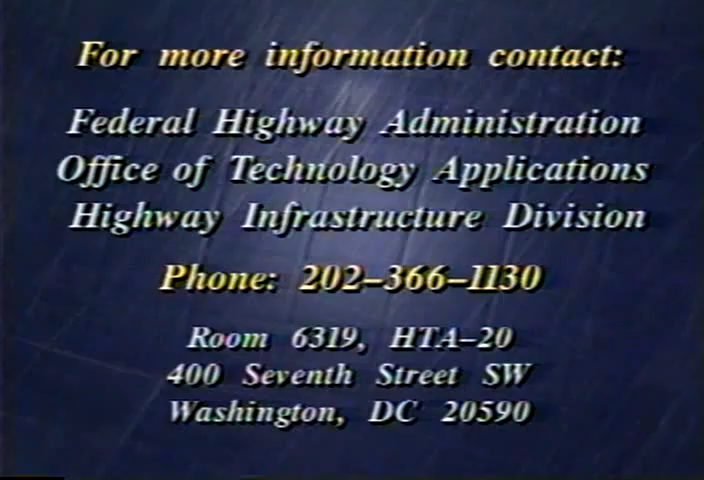 For more information contact:
Federal Highway Administration
Office of Technology Applications
Highway Infrastructure Division
Phone: 202–366–1130
Room 6319, HTA–20
400 Seventh Street SW
Washington, DC 20590